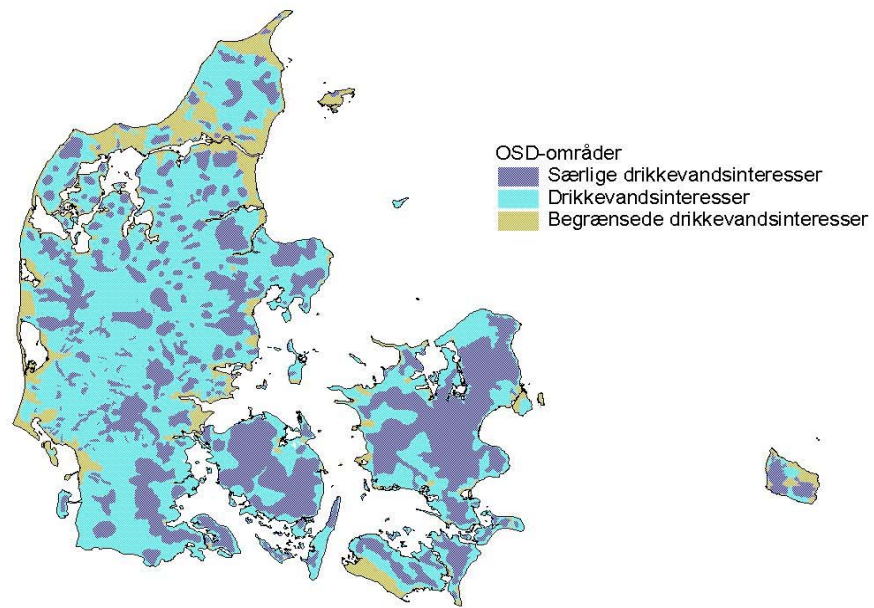 OSD-områder
Særlige drikkevandsinteresser
Drikkevandsinteresser
Begrænsede drikkevandsinteresser